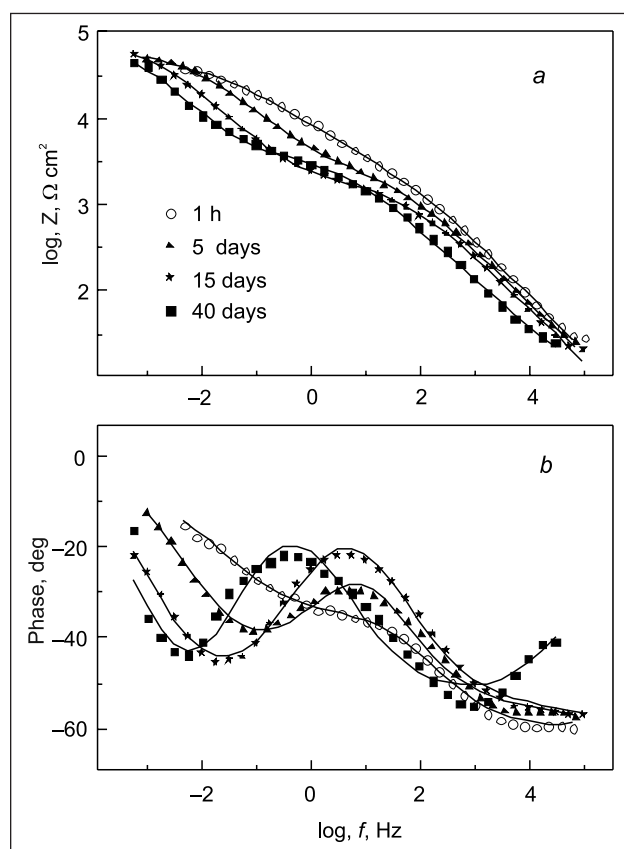 5
4
3
2
log, Z, Ω cm²
a
1 h
5 days
15 days
40 days
–2
0
2
4
0
–20
–40
–60
Phase, deg
b
–2
0
2
4
log, f, Hz